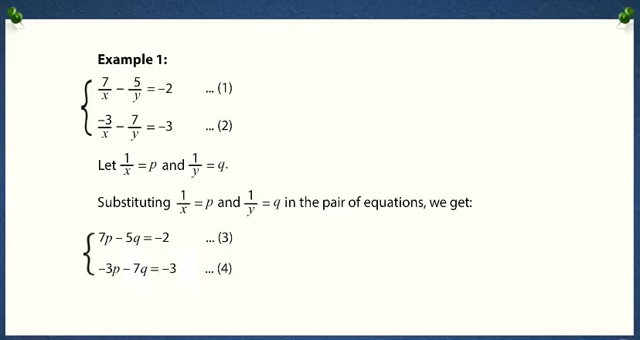 Example 1:
7/x − 5/y = −2 ... (1)
−3/x − 7/y = −3 ... (2)
Let 1/x = p and 1/y = q.
Substituting 1/x = p and 1/y = q in the pair of equations, we get:
7p − 5q = −2 ... (3)
−3p − 7q = −3 ... (4)